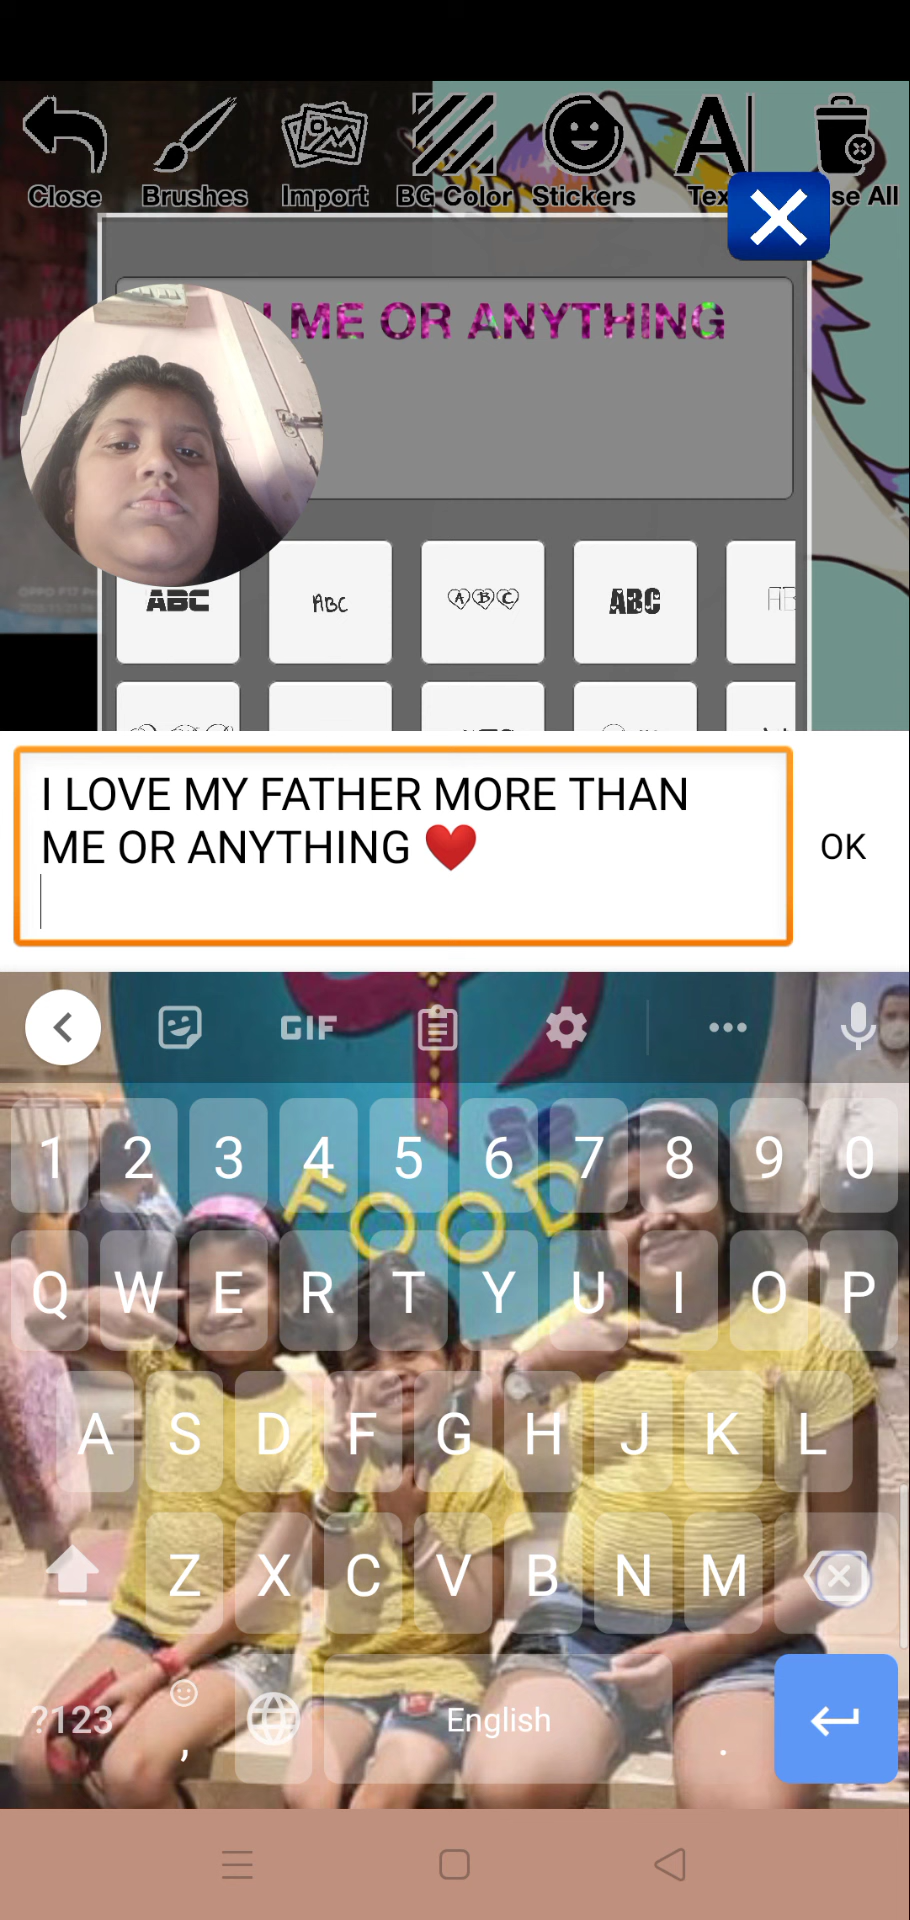 Close Brushes Import BG Color Stickers
se All
ME OR ANYTHING
ABC ABC ABC ABC
I LOVE MY FATHER MORE THAN
ME OR ANYTHING ❤️
OK
GIF
FOOD
1 2 3 4 5 6 7 8 9 0
Q W E R T Y U I O P
A S D F G H J K L
Z X C V B N M
?123 , English .